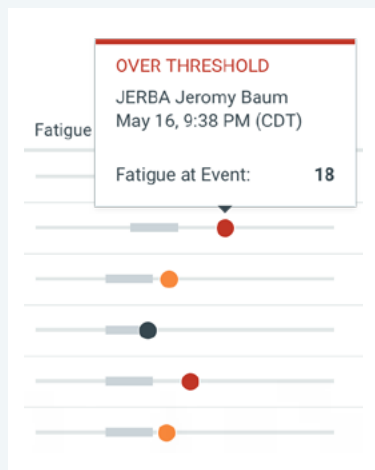 OVER THRESHOLD
JERBA Jeromy Baum
May 16, 9:38 PM (CDT)
Fatigue
Fatigue at Event: 18